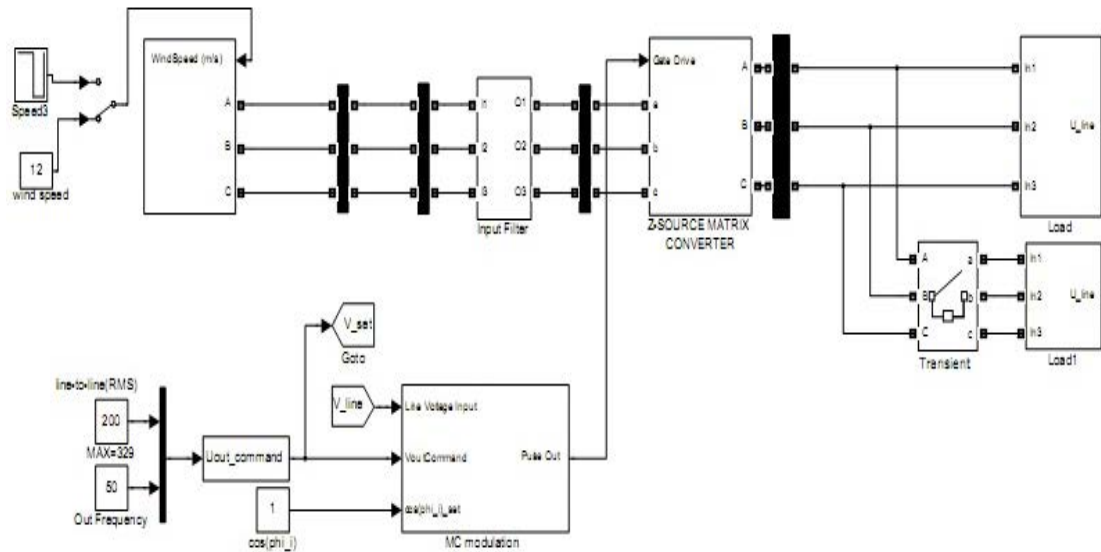 WindSpeed (m/s)
A
B
C
Speed3
12
wind speed
I1
I2
I3
O1
O2
O3
Input Filter
Gate Drive
a
b
c
A
B
C
Z-SOURCE MATRIX
CONVERTER
In1
In2
In3
U_line
Load
A
B
C
a
b
c
Transient
In1
In2
In3
U_line
Load1
V_set
Goto
V_line
line-to-line(RMS)
200
MAX=329
50
Out Frequency
Uout_command
1
cos(phi_i)
Line Voltage Input
VoutCommand
cos(phi_i)_set
Pulse Out
MC modulation